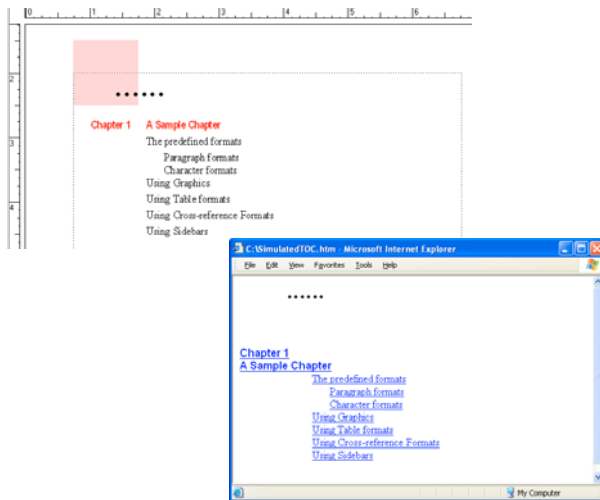 0 1 2 3 4 5 6
• • • • • •
2
Chapter 1 A Sample Chapter
The predefined formats
3
Paragraph formats
Character formats
Using Graphics
Using Table formats
4
Using Cross-reference Formats
Using Sidebars
C:\SimulatedTOC.htm - Microsoft Internet Explorer
File Edit View Favorites Tools Help
• • • • • •
Chapter 1
A Sample Chapter
The predefined formats
Paragraph formats
Character formats
Using Graphics
Using Table formats
Using Cross-reference Formats
Using Sidebars
My Computer